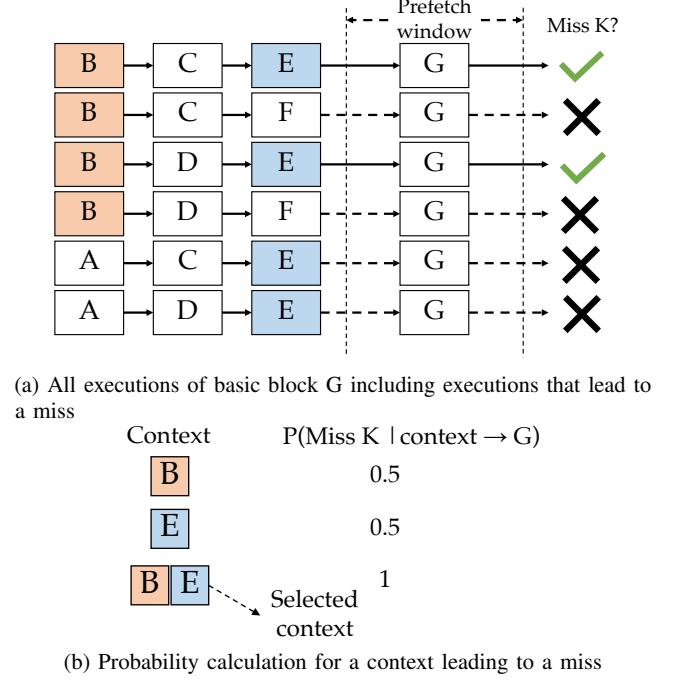 Prefetch
window
Miss K?
B C E G
B C F G
B D E G
B D F G
A C E G
A D E G
(a) All executions of basic block G including executions that lead to
a miss
Context P(Miss K | context → G)
B 0.5
E 0.5
B E 1
Selected
context
(b) Probability calculation for a context leading to a miss